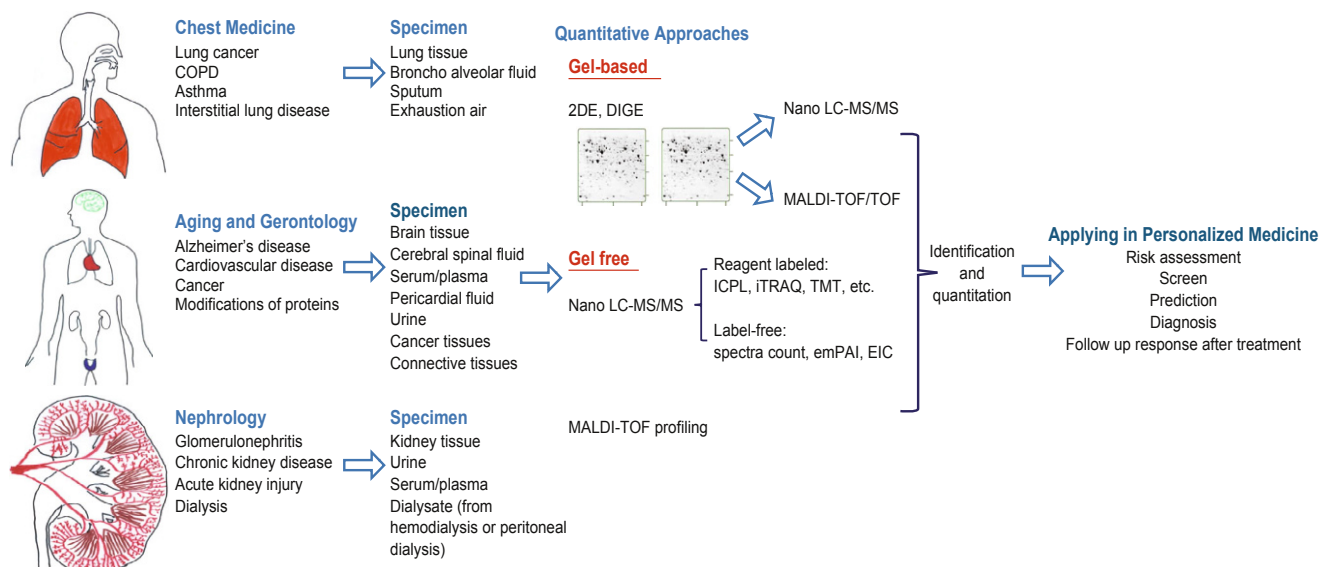 Chest Medicine
Lung cancer
COPD
Asthma
Interstitial lung disease
Specimen
Lung tissue
Broncho alveolar fluid
Sputum
Exhaustion air
Aging and Gerontology
Alzheimer's disease
Cardiovascular disease
Cancer
Modifications of proteins
Specimen
Brain tissue
Cerebral spinal fluid
Serum/plasma
Pericardial fluid
Urine
Cancer tissues
Connective tissues
Nephrology
Glomerulonephritis
Chronic kidney disease
Acute kidney injury
Dialysis
Specimen
Kidney tissue
Urine
Serum/plasma
Dialysate (from
hemodialysis or peritoneal
dialysis)
Quantitative Approaches
Gel-based
2DE, DIGE
Nano LC-MS/MS
MALDI-TOF/TOF
Gel free
Nano LC-MS/MS
Reagent labeled:
ICPL, iTRAQ, TMT, etc.
Label-free:
spectra count, emPAI, EIC
MALDI-TOF profiling
Identification
and
quantitation
Applying in Personalized Medicine
Risk assessment
Screen
Prediction
Diagnosis
Follow up response after treatment